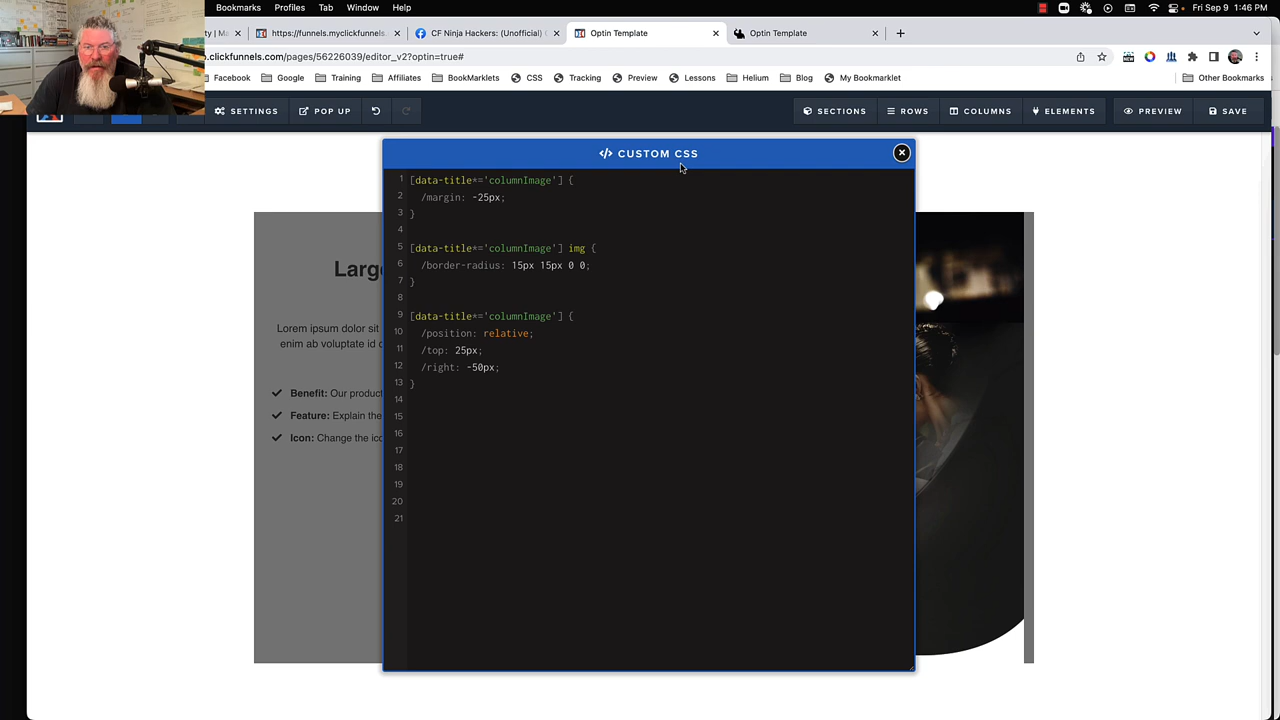 Bookmarks Profiles Tab Window Help
Fri Sep 9 1:46 PM
ty | Ma
https://funnels.myclickfunnels.
CF Ninja Hackers: (Unofficial) C
Optin Template
Optin Template
o.clickfunnels.com/pages/56226039/editor_v2?optin=true#
Facebook Google Training Affiliates BookMarklets CSS Tracking Preview Lessons Helium Blog My Bookmarklet Other Bookmarks
SETTINGS POP UP SECTIONS ROWS COLUMNS ELEMENTS PREVIEW SAVE
</> CUSTOM CSS
1 [data-title*='columnImage'] {
2 /margin: -25px;
3 }
4
5 [data-title*='columnImage'] img {
6 /border-radius: 15px 15px 0 0;
7 }
8
9 [data-title*='columnImage'] {
10 /position: relative;
11 /top: 25px;
12 /right: -50px;
13 }
14
15
16
17
18
19
20
21
Large
Lorem ipsum dolor sit
enim ab voluptate id c
Benefit: Our product
Feature: Explain the
Icon: Change the ico